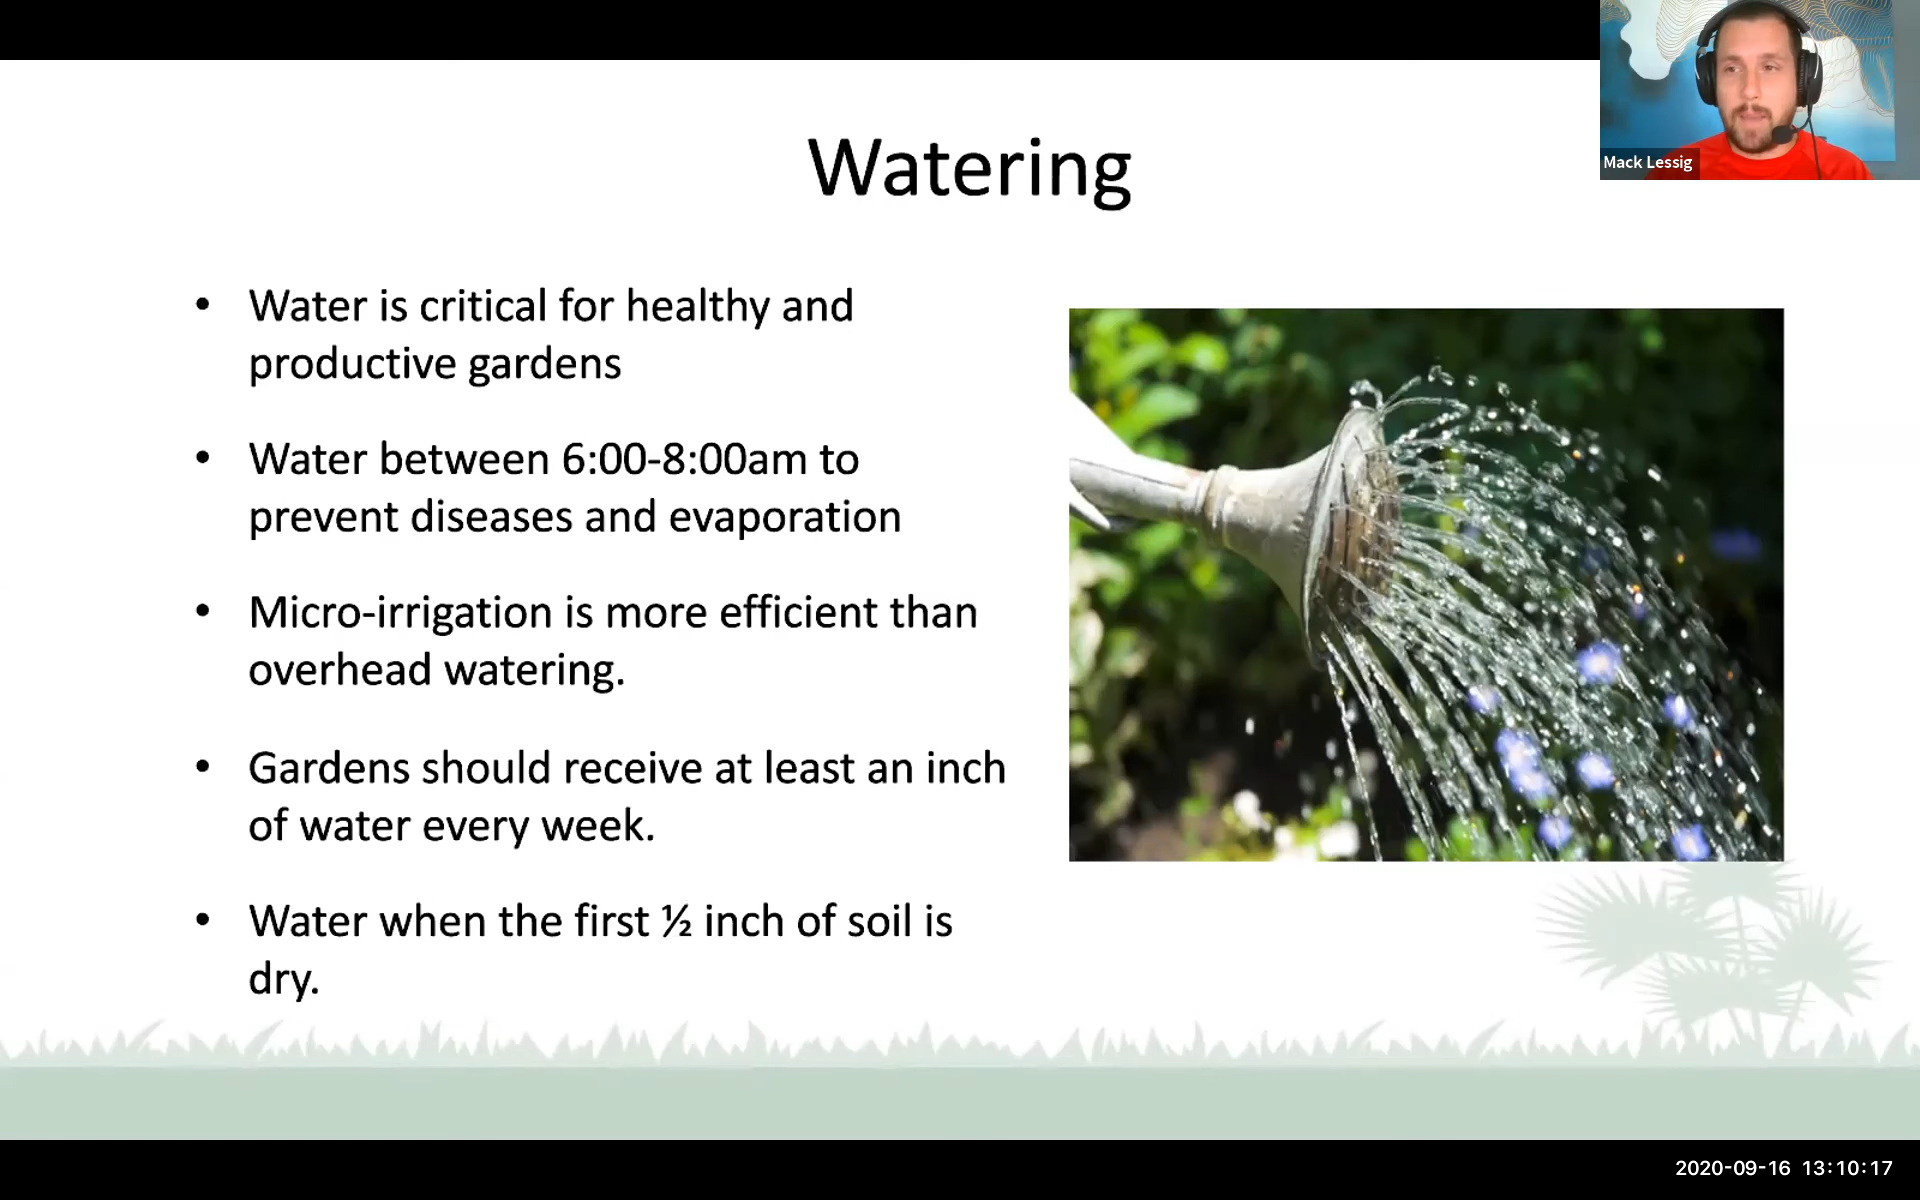 Mack Lessig
Watering
• Water is critical for healthy and
productive gardens
• Water between 6:00-8:00am to
prevent diseases and evaporation
• Micro-irrigation is more efficient than
overhead watering.
• Gardens should receive at least an inch
of water every week.
• Water when the first ½ inch of soil is
dry.
2020-09-16 13:10:17